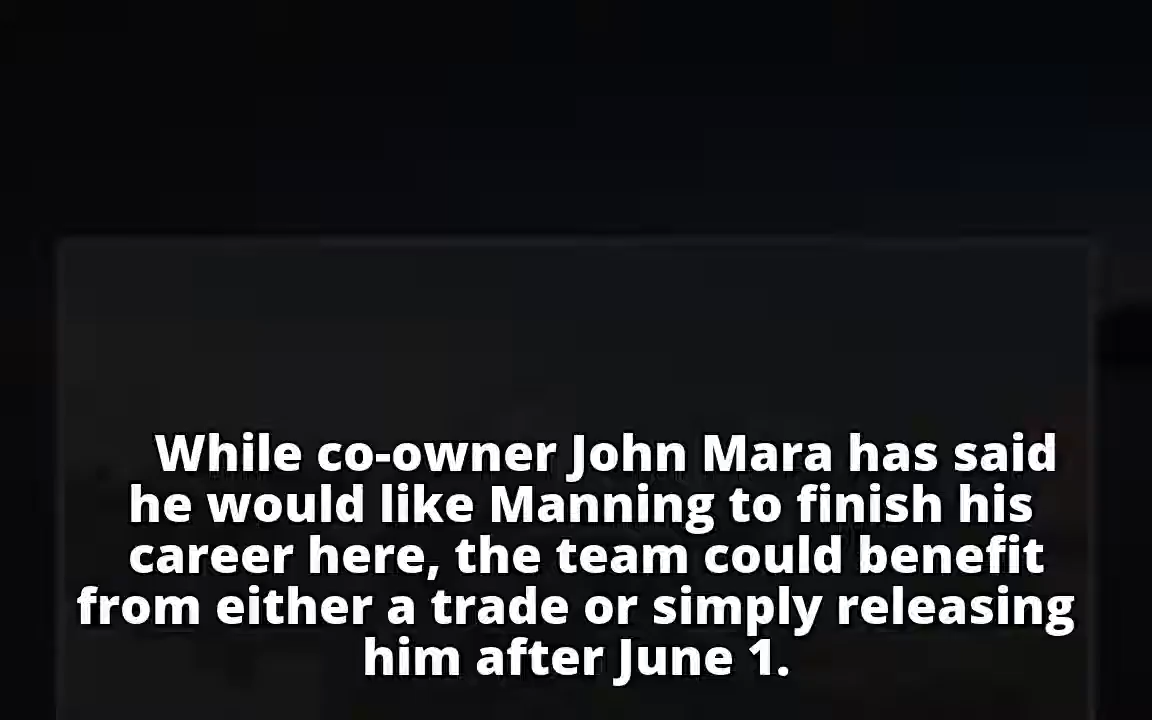 While co-owner John Mara has said
he would like Manning to finish his
career here, the team could benefit
from either a trade or simply releasing
him after June 1.